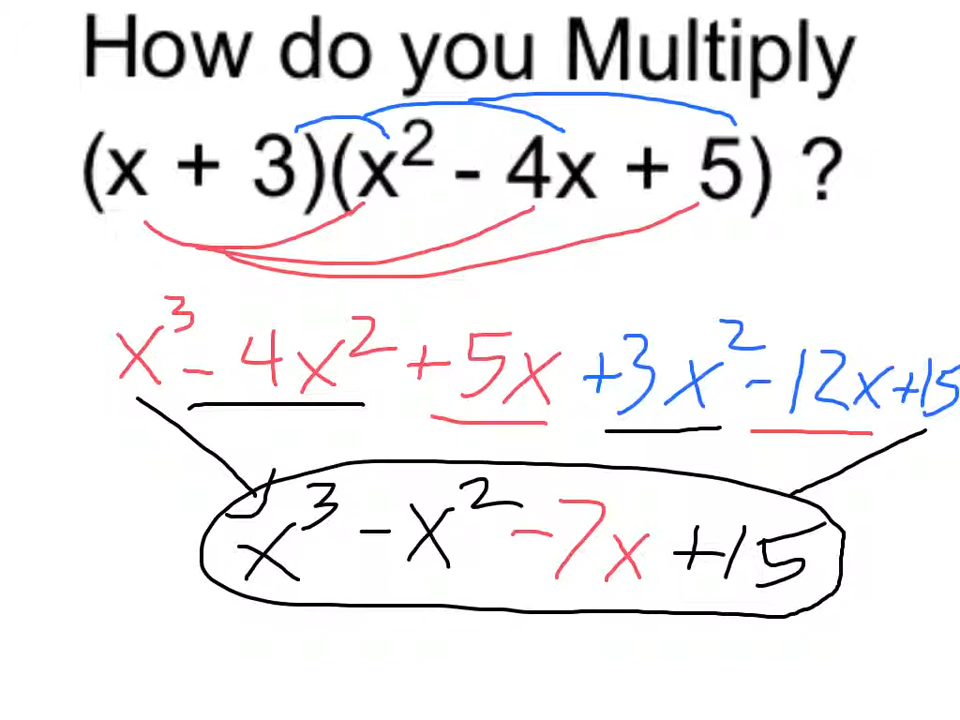 How do you Multiply
(x + 3)(x² - 4x + 5) ?
x³ - 4x² + 5x + 3x² - 12x + 15
x³ - x² - 7x + 15